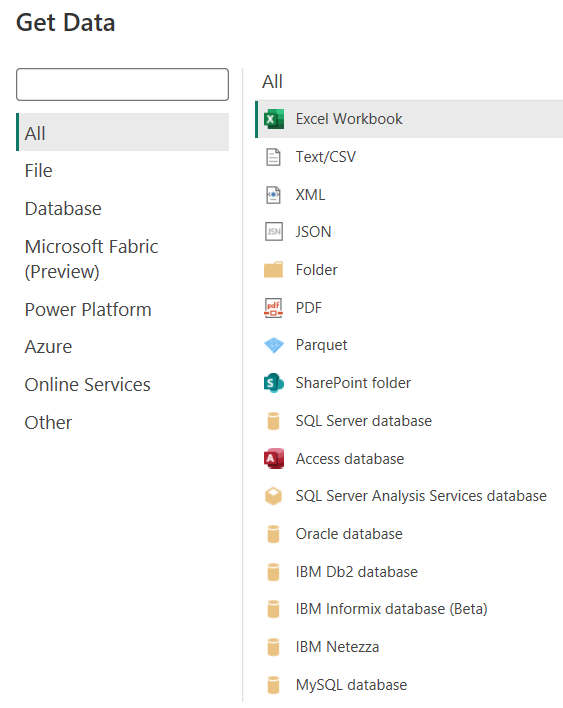 Get Data
All
File
Database
Microsoft Fabric
(Preview)
Power Platform
Azure
Online Services
Other
All
Excel Workbook
Text/CSV
XML
JSON
Folder
PDF
Parquet
SharePoint folder
SQL Server database
Access database
SQL Server Analysis Services database
Oracle database
IBM Db2 database
IBM Informix database (Beta)
IBM Netezza
MySQL database